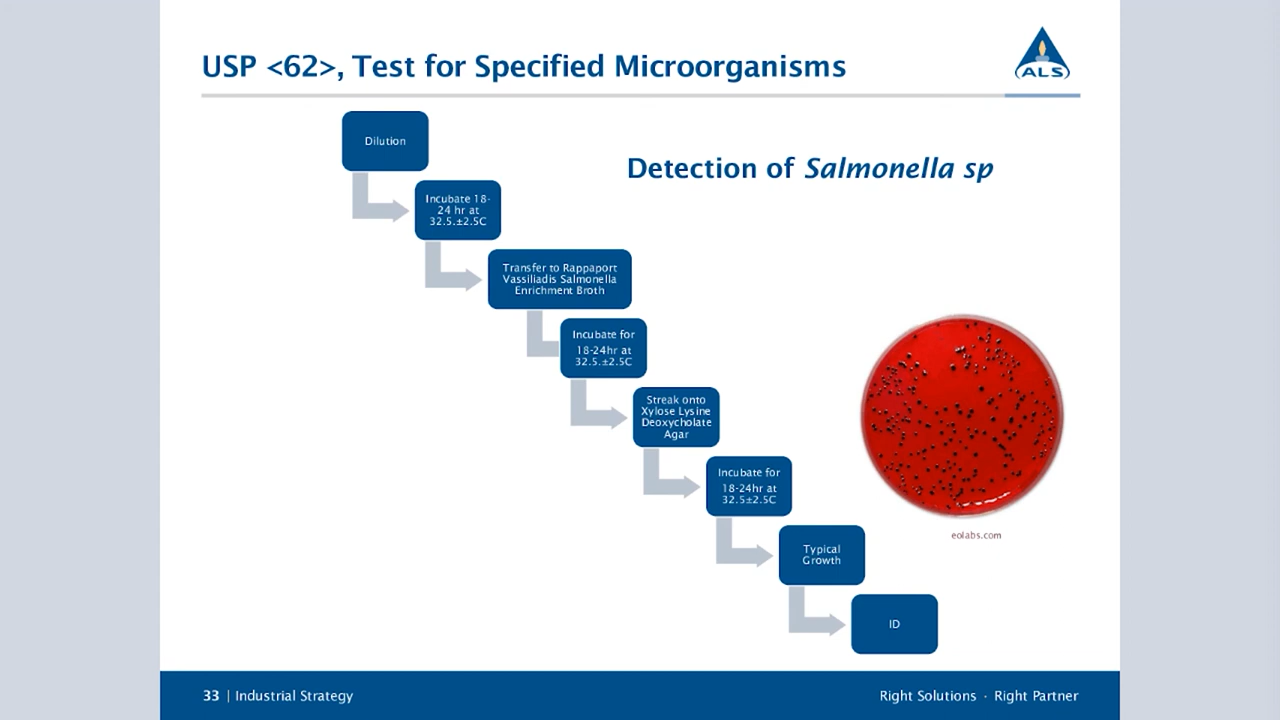 USP <62>, Test for Specified Microorganisms
ALS
Dilution
Detection of Salmonella sp
Incubate 18-
24 hr at
32.5.±2.5C
Transfer to Rappaport
Vassiliadis Salmonella
Enrichment Broth
Incubate for
18-24hr at
32.5.±2.5C
Streak onto
Xylose Lysine
Deoxycholate
Agar
Incubate for
18-24hr at
32.5±2.5C
Typical
Growth
ID
eolabs.com
33 | Industrial Strategy
Right Solutions · Right Partner